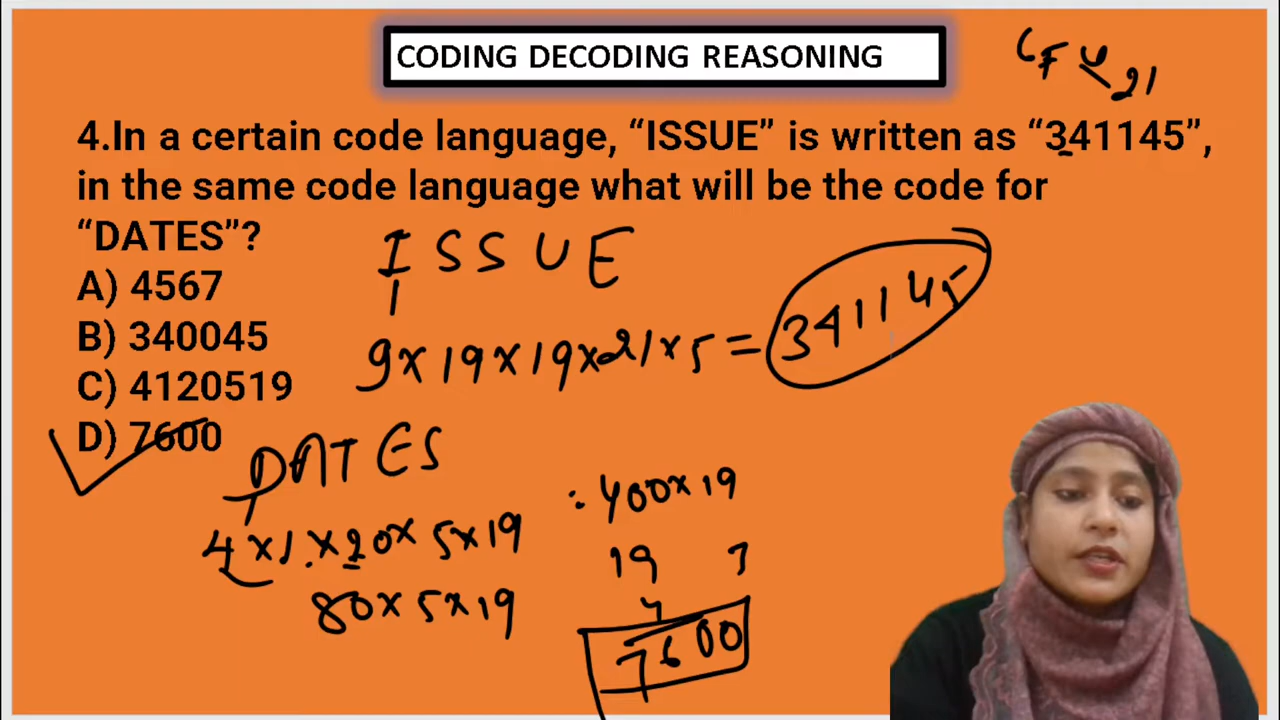 CODING DECODING REASONING
4.In a certain code language, “ISSUE” is written as “341145”,
in the same code language what will be the code for
“DATES”?
A) 4567
B) 340045
C) 4120519
D) 7600
21
I S S U E
9×19×19×21×5 = 341145
DATES
4×1×20×5×19
80×5×19
:400×19
19
7600